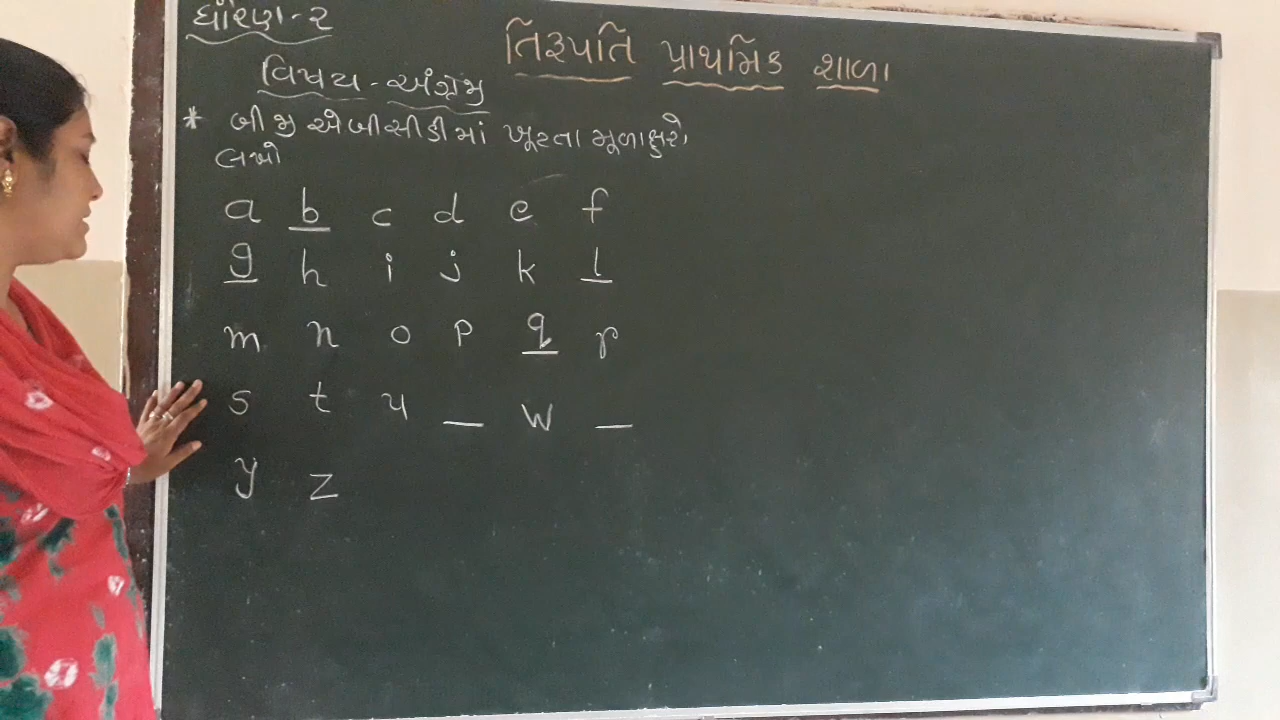 ધોરણ-૨
તિરૂપતિ પ્રાથમિક શાળા
વિષય-અંગ્રેજી
* બીજી એબીસીડીમાં ખૂટતા મૂળાક્ષરો
લખો
a b c d e f
g h i j k l
m n o p q r
s t u _ w _
y z